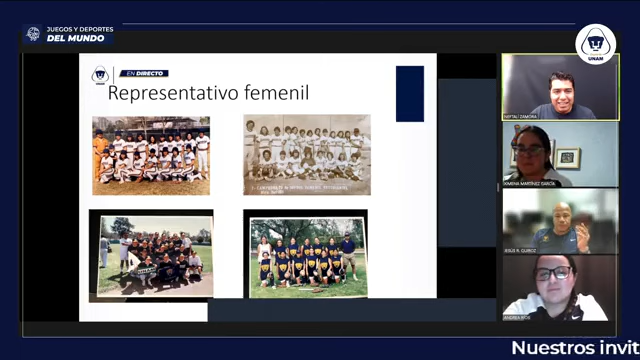 JUEGOS Y DEPORTES
DEL MUNDO
UNAM
UNAM
EN DIRECTO
Representativo femenil
NEFTALÍ ZAMORA
XIMENA MARTÍNEZ GARCÍA
JESÚS R. QUIROZ
ANDREA RÍOS
Nuestros invit